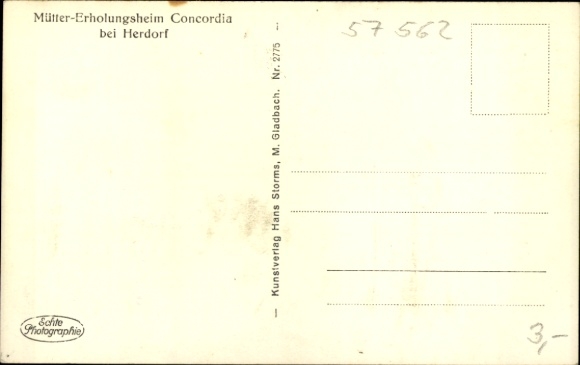 Mütter-Erholungsheim Concordia
bei Herdorf
57 562
— Kunstverlag Hans Storms, M. Gladbach. Nr. 2775 —
Echte
Photographie
3,-